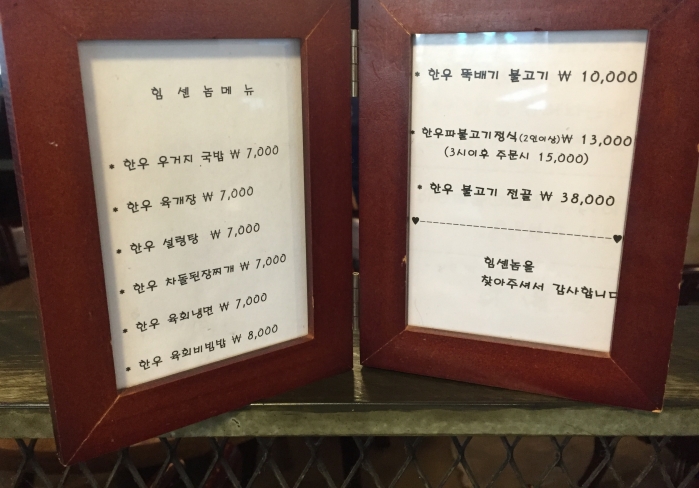 힘 센 놈 메 뉴
* 한우 우거지 국밥 ₩ 7,000
* 한우 육개장 ₩ 7,000
* 한우 설렁탕 ₩ 7,000
* 한우 차돌된장찌개 ₩ 7,000
* 한우 육회냉면 ₩ 7,000
* 한우 육회비빔밥 ₩ 8,000
* 한우 뚝배기 불고기 ₩ 10,000
* 한우파불고기정식(2인이상)₩ 13,000
(3시이후 주문시 15,000)
* 한우 불고기 전골 ₩ 38,000
힘센놈을
찾아주셔서 감사합니다